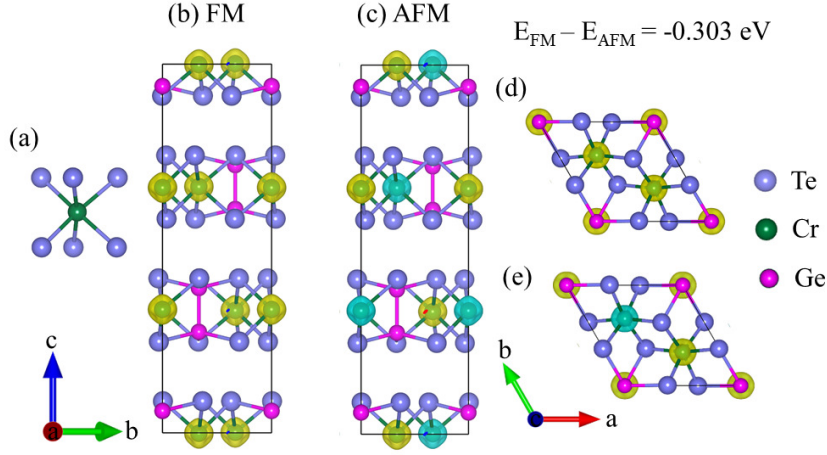 (b) FM
(c) AFM
E_FM – E_AFM = -0.303 eV
(a)
(d)
(e)
Te
Cr
Ge
c
a
b
b
a